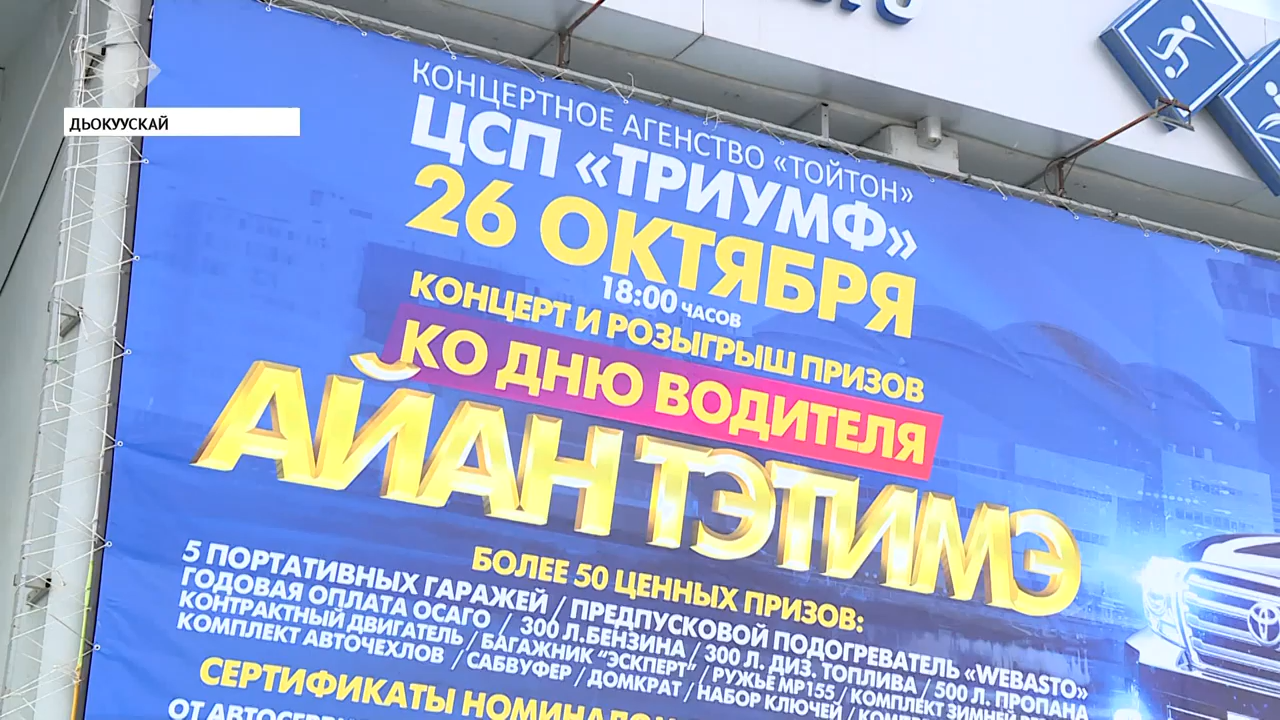 ДЬОКУУСКАЙ
КОНЦЕРТНОЕ АГЕНСТВО «ТОЙТОН»
ЦСП «ТРИУМФ»
26 ОКТЯБРЯ
18:00 ЧАСОВ
КОНЦЕРТ И РОЗЫГРЫШ ПРИЗОВ
КО ДНЮ ВОДИТЕЛЯ
АЙАН ТЭТИМЭ
БОЛЕЕ 50 ЦЕННЫХ ПРИЗОВ:
5 ПОРТАТИВНЫХ ГАРАЖЕЙ / ПРЕДПУСКОВОЙ ПОДОГРЕВАТЕЛЬ «WEBASTO»
ГОДОВАЯ ОПЛАТА ОСАГО / 300 Л.БЕНЗИНА / 300 Л. ДИЗ. ТОПЛИВА / 500 Л. ПРОПАНА
КОНТРАКТНЫЙ ДВИГАТЕЛЬ / БАГАЖНИК "ЭСКПЕРТ" / РУЖЬЕ МР155 / КОМПЛЕКТ ЗИМНЕЙ
КОМПЛЕКТ АВТОЧЕХЛОВ / САБВУФЕР / ДОМКРАТ / НАБОР КЛЮЧЕЙ /
СЕРТИФИКАТЫ
ОТ